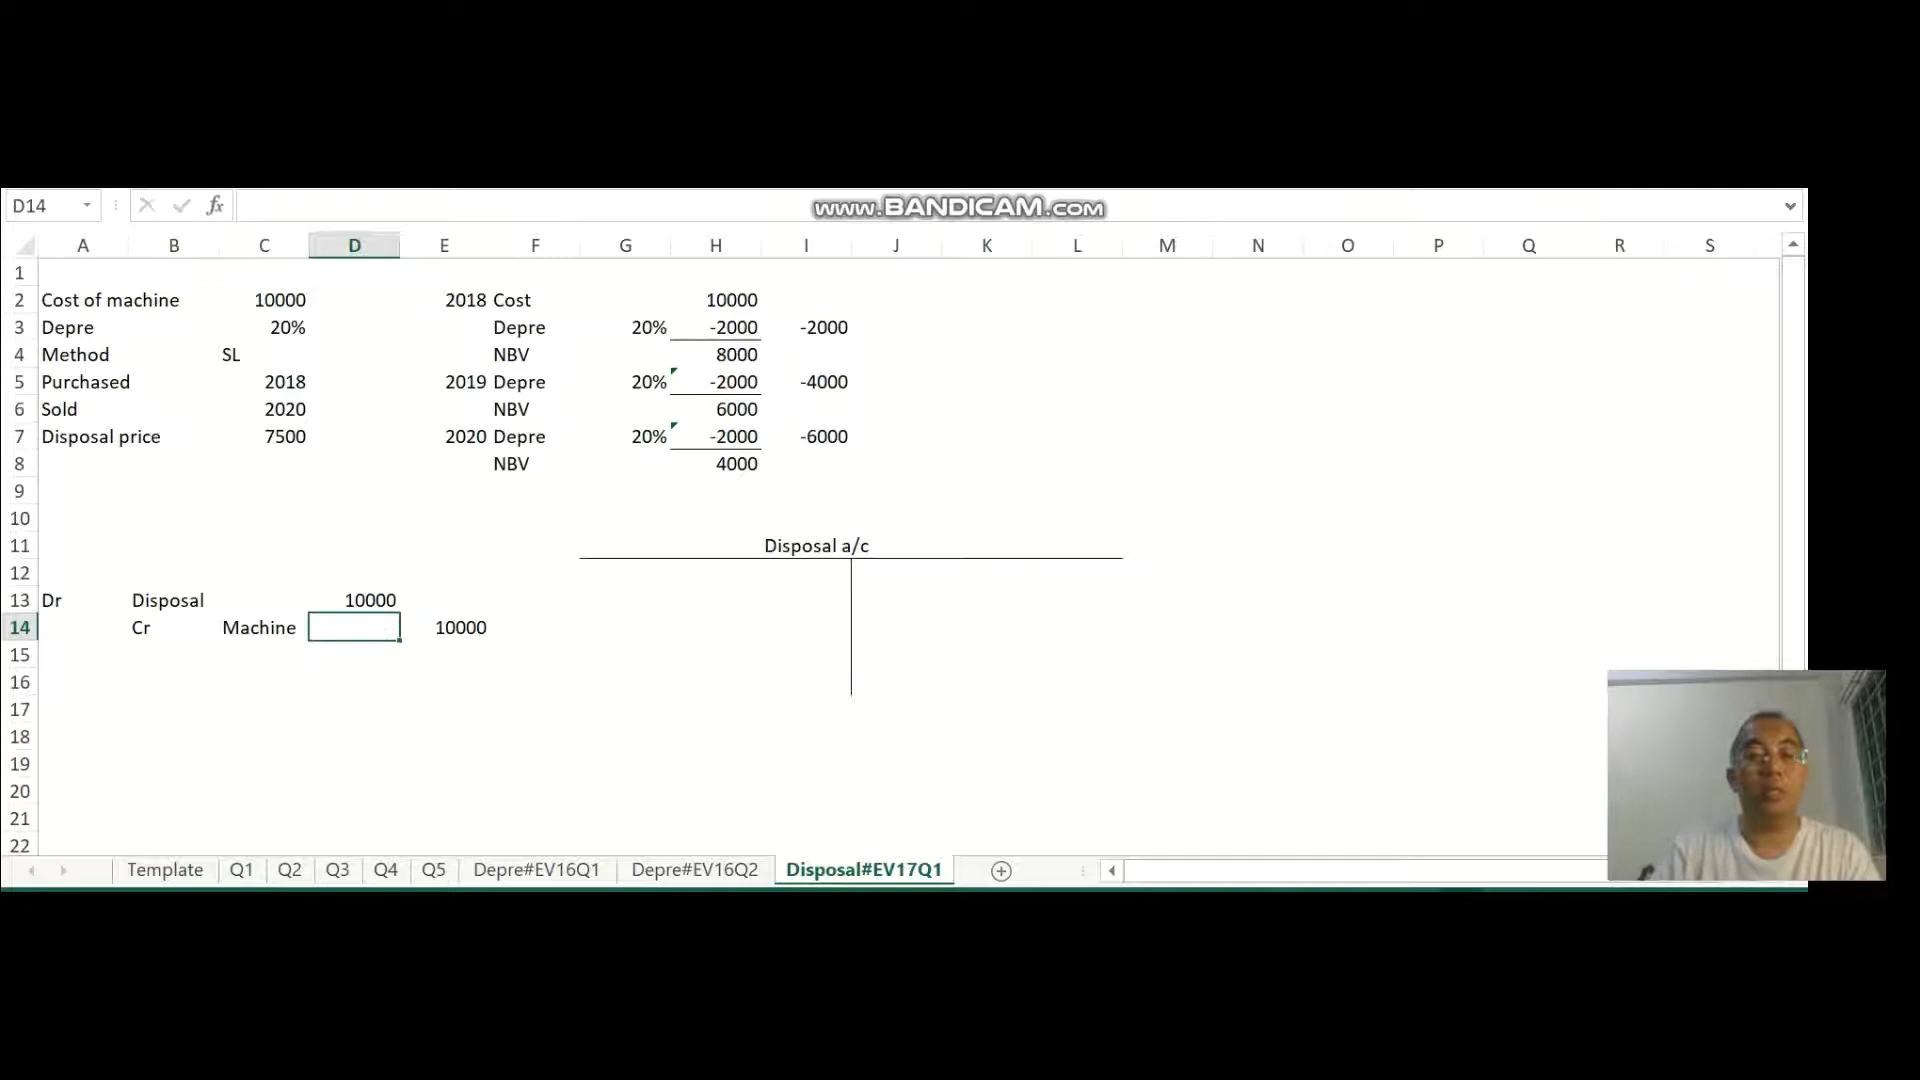 D14 fx www.BANDICAM.com
A B C D E F G H I J K L M N O P Q R S
1
2 Cost of machine 10000 2018 Cost 10000
3 Depre 20% Depre 20% -2000 -2000
4 Method SL NBV 8000
5 Purchased 2018 2019 Depre 20% -2000 -4000
6 Sold 2020 NBV 6000
7 Disposal price 7500 2020 Depre 20% -2000 -6000
8 NBV 4000
9
10
11 Disposal a/c
12
13 Dr Disposal 10000
14 Cr Machine 10000
15
16
17
18
19
20
21
22
Template Q1 Q2 Q3 Q4 Q5 Depre#EV16Q1 Depre#EV16Q2 Disposal#EV17Q1